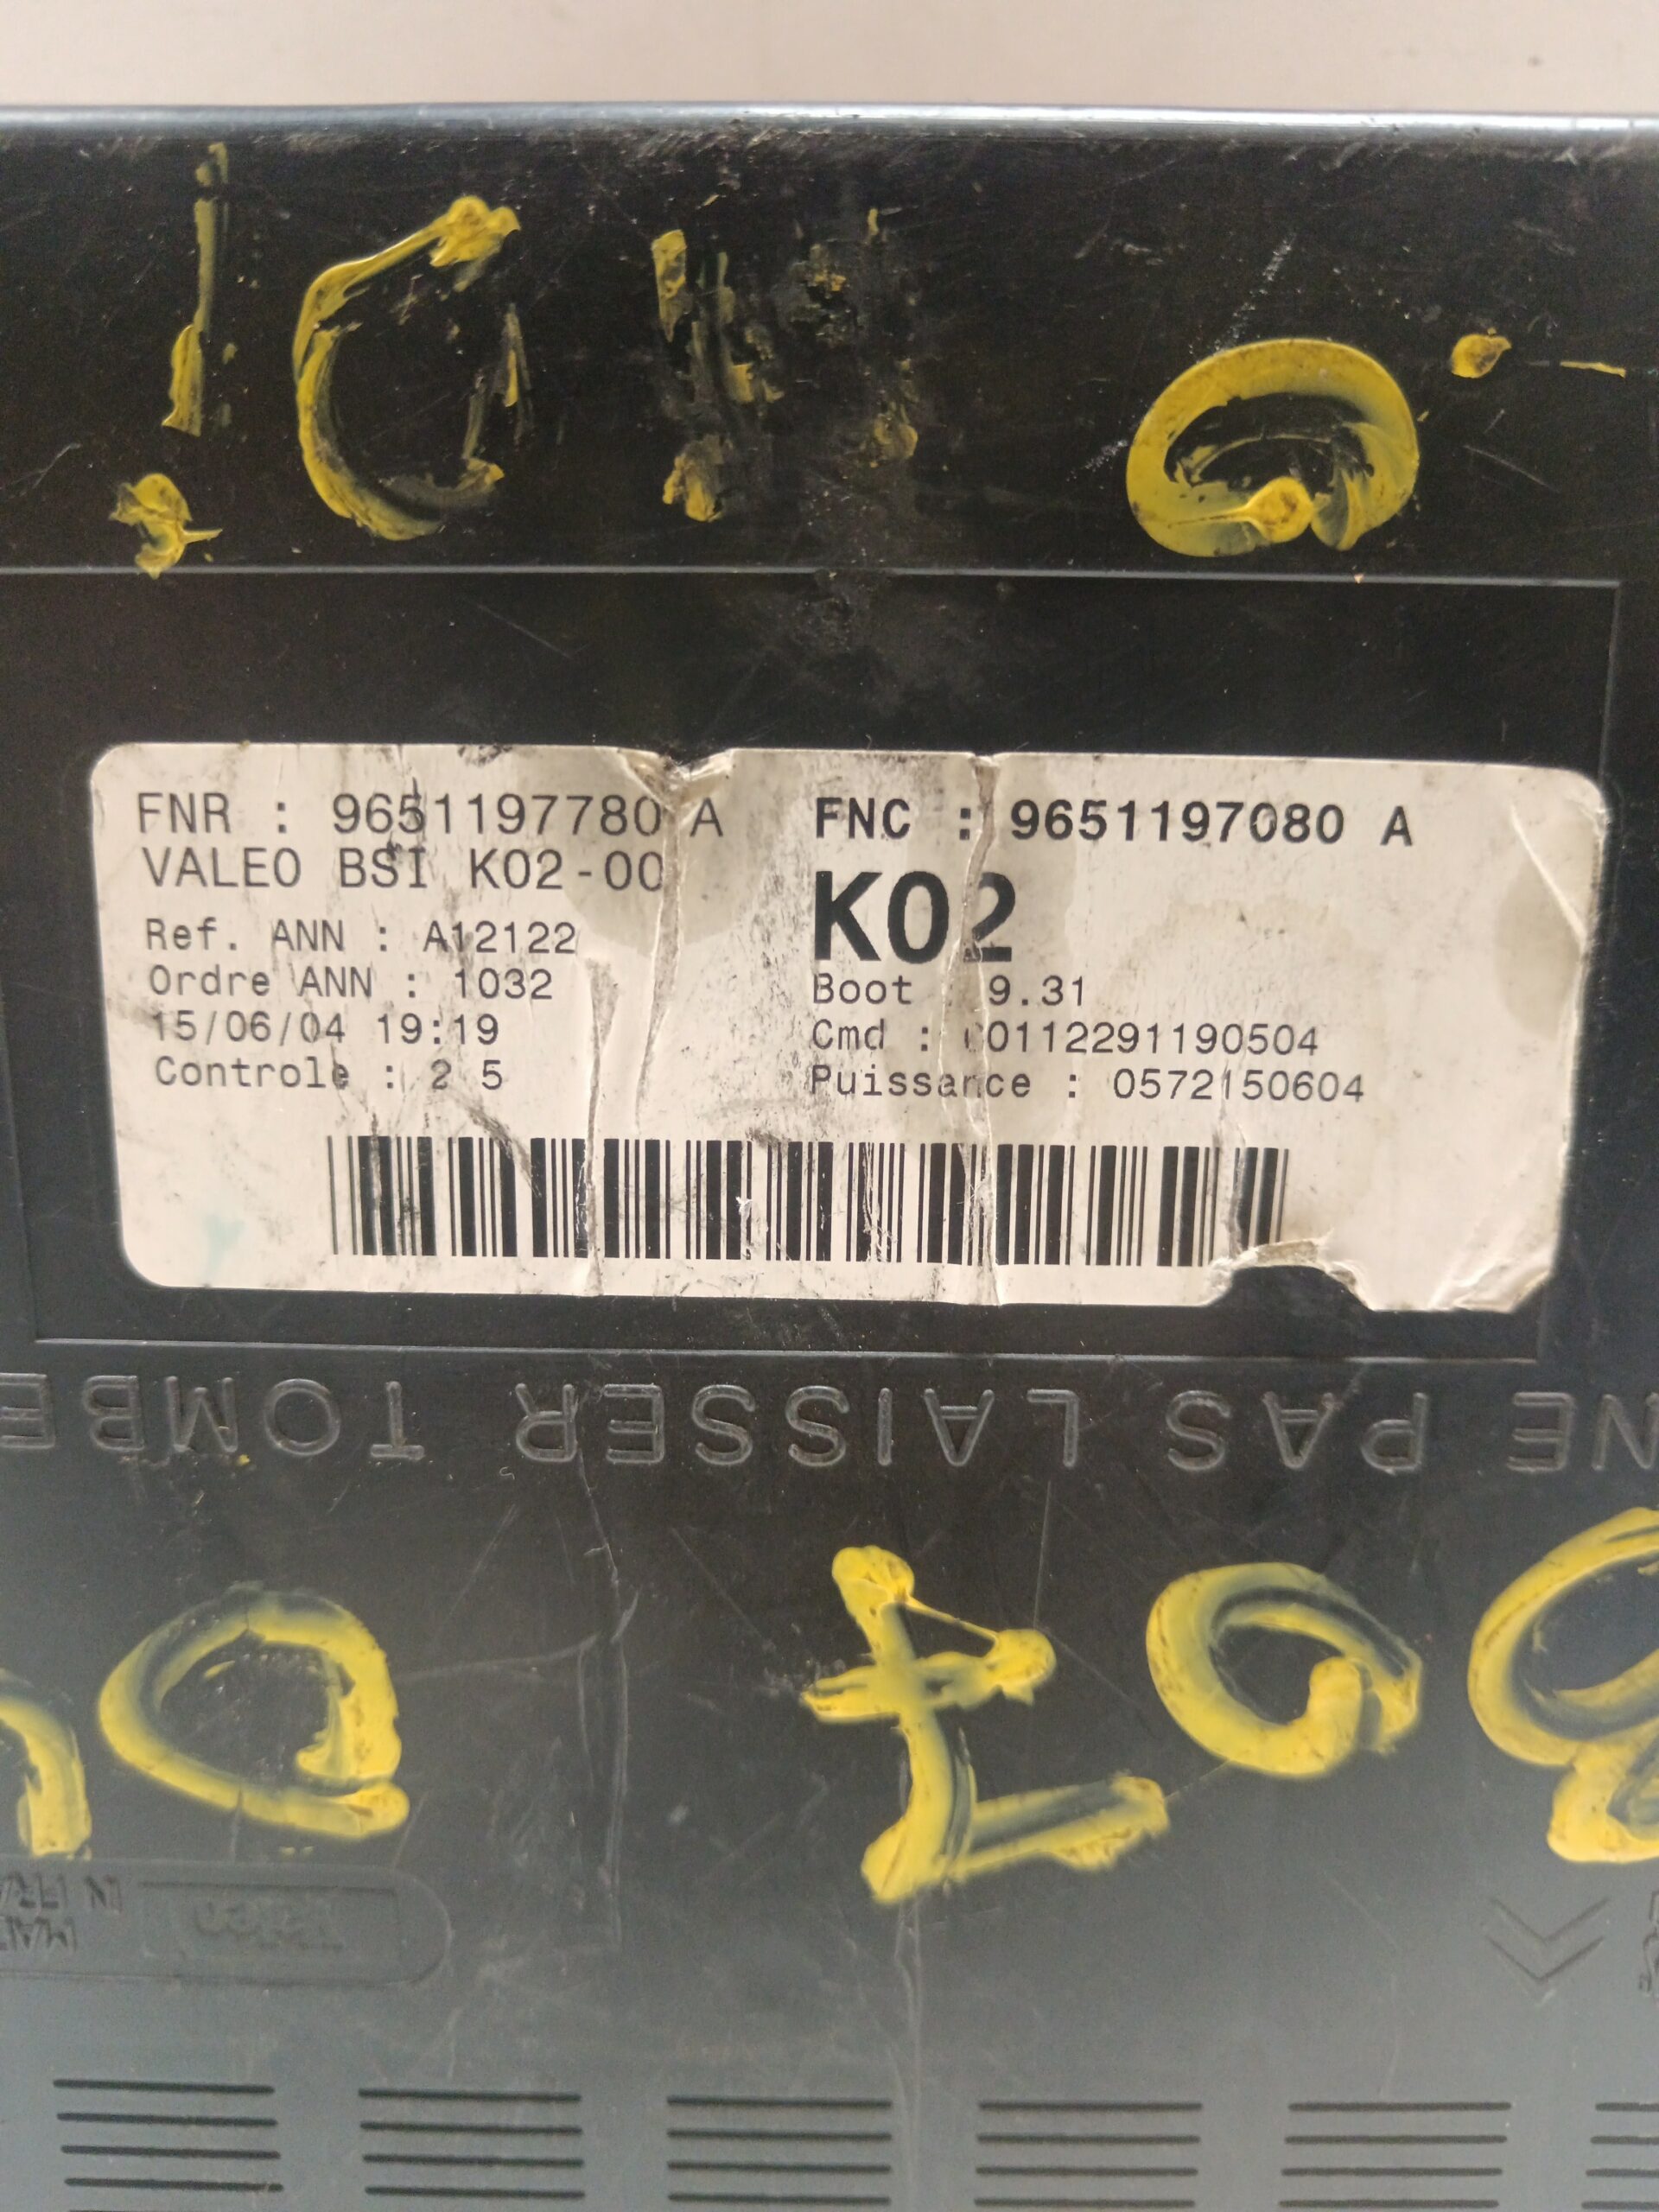 FNR : 9651197780 A
VALEO BSI K02-00
Ref. ANN : A12122
Ordre ANN : 1032
15/06/04 19:19
Controle : 2 5
FNC : 9651197080 A
K02
Boot : 9.31
Cmd : 00112291190504
Puissance : 0572150604
NE PAS LAISSER TOMBE